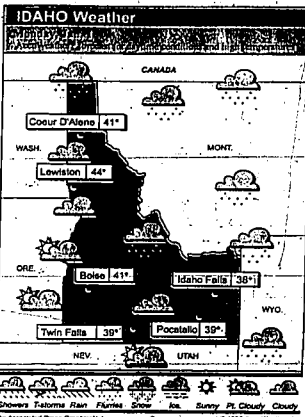 IDAHO Weather
CANADA
Coeur D'Alene 41°
WASH.
MONT.
Lewiston 44°
ORE.
Boise 41°
Idaho Falls 38°
WYO.
Twin Falls 39°
Pocatello 39°
NEV.
UTAH
Showers T-storms Rain Flurries Snow Ice Sunny Pt. Cloudy Cloudy